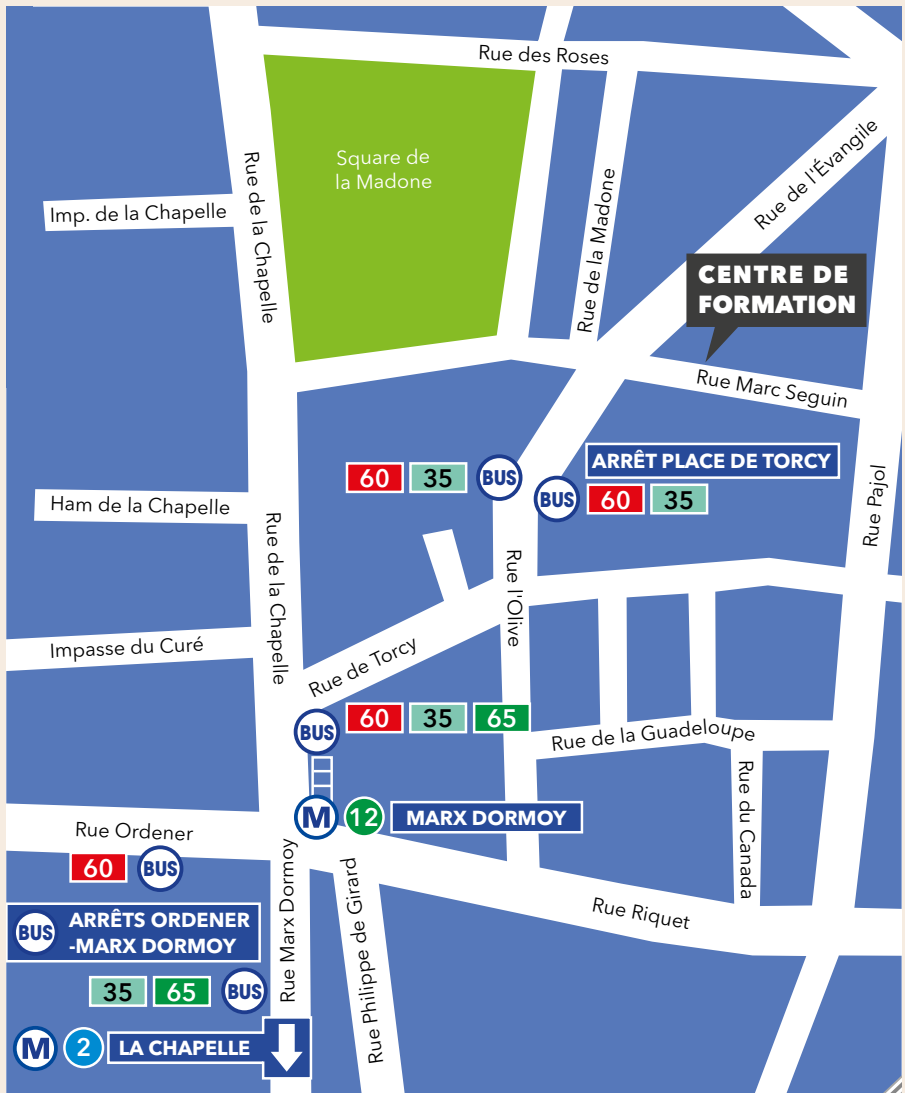 Rue des Roses
Square de
la Madone
Rue de la Chapelle
Imp. de la Chapelle
Rue de la Madone
Rue de l'Évangile
CENTRE DE
FORMATION
Rue Marc Seguin
ARRÊT PLACE DE TORCY
60 35 BUS
BUS 60 35
Ham de la Chapelle
Rue de la Chapelle
Rue l'Olive
Rue Pajol
Impasse du Curé
Rue de Torcy
BUS 60 35 65
Rue de la Guadeloupe
Rue du Canada
M 12 MARX DORMOY
Rue Ordener
60 BUS
Rue Marx Dormoy
Rue Philippe de Girard
Rue Riquet
BUS ARRÊTS ORDENER
-MARX DORMOY
35 65 BUS
M 2 LA CHAPELLE